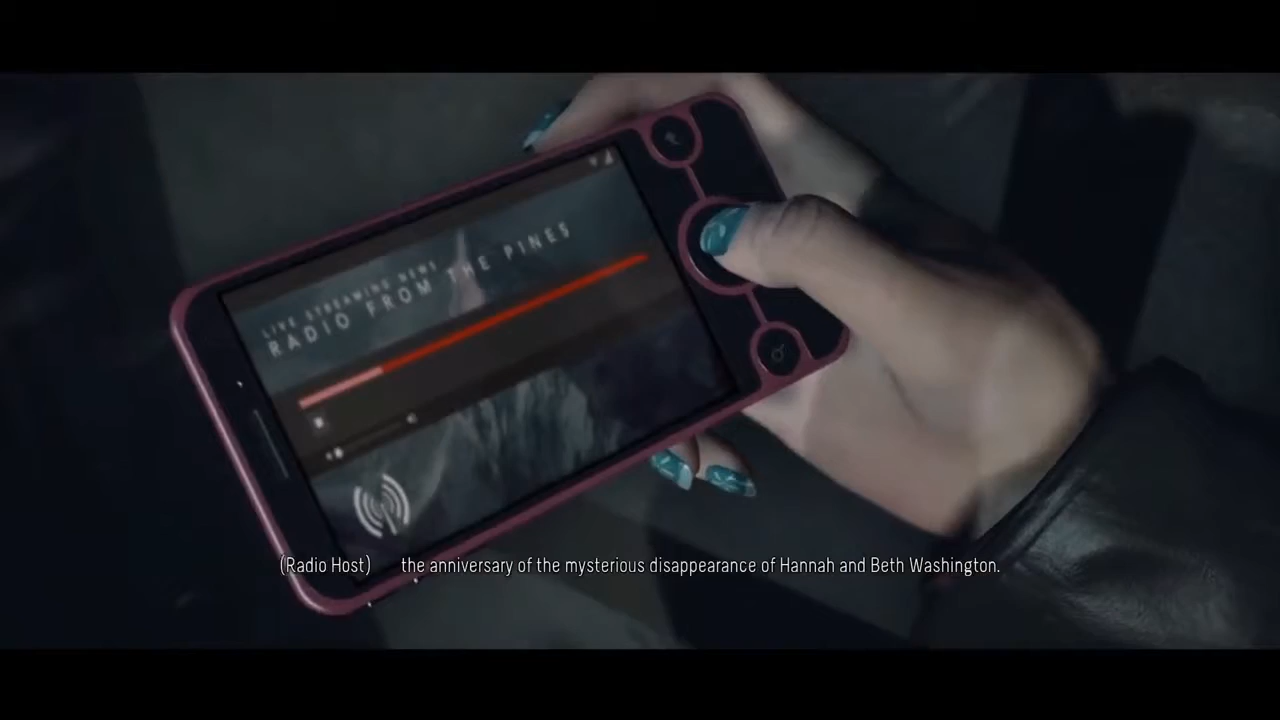 LIVE STREAMING NEWS
RADIO FROM THE PINES
(Radio Host) the anniversary of the mysterious disappearance of Hannah and Beth Washington.